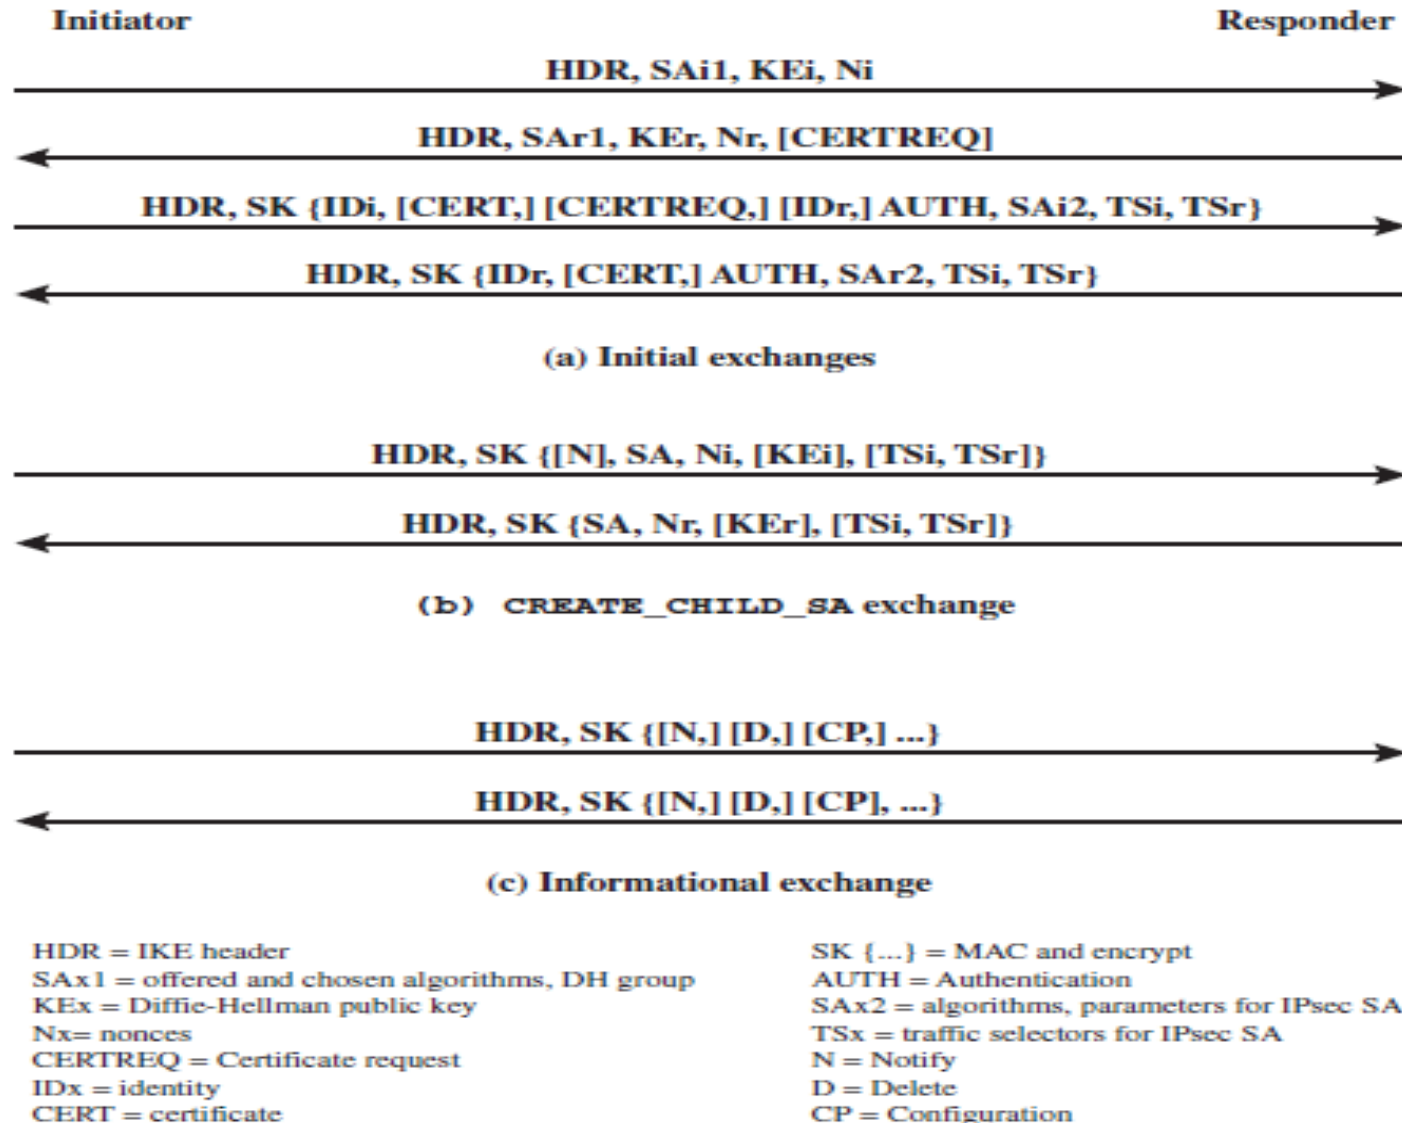 Initiator Responder
HDR, SAi1, KEi, Ni
HDR, SAr1, KEr, Nr, [CERTREQ]
HDR, SK {IDi, [CERT,] [CERTREQ,] [IDr,] AUTH, SAi2, TSi, TSr}
HDR, SK {IDr, [CERT,] AUTH, SAr2, TSi, TSr}
(a) Initial exchanges
HDR, SK {[N], SA, Ni, [KEi], [TSi, TSr]}
HDR, SK {SA, Nr, [KEr], [TSi, TSr]}
(b) CREATE_CHILD_SA exchange
HDR, SK {[N,] [D,] [CP,] ...}
HDR, SK {[N,] [D,] [CP], ...}
(c) Informational exchange
HDR = IKE header
SAx1 = offered and chosen algorithms, DH group
KEx = Diffie-Hellman public key
Nx= nonces
CERTREQ = Certificate request
IDx = identity
CERT = certificate
SK {...} = MAC and encrypt
AUTH = Authentication
SAx2 = algorithms, parameters for IPsec SA
TSx = traffic selectors for IPsec SA
N = Notify
D = Delete
CP = Configuration